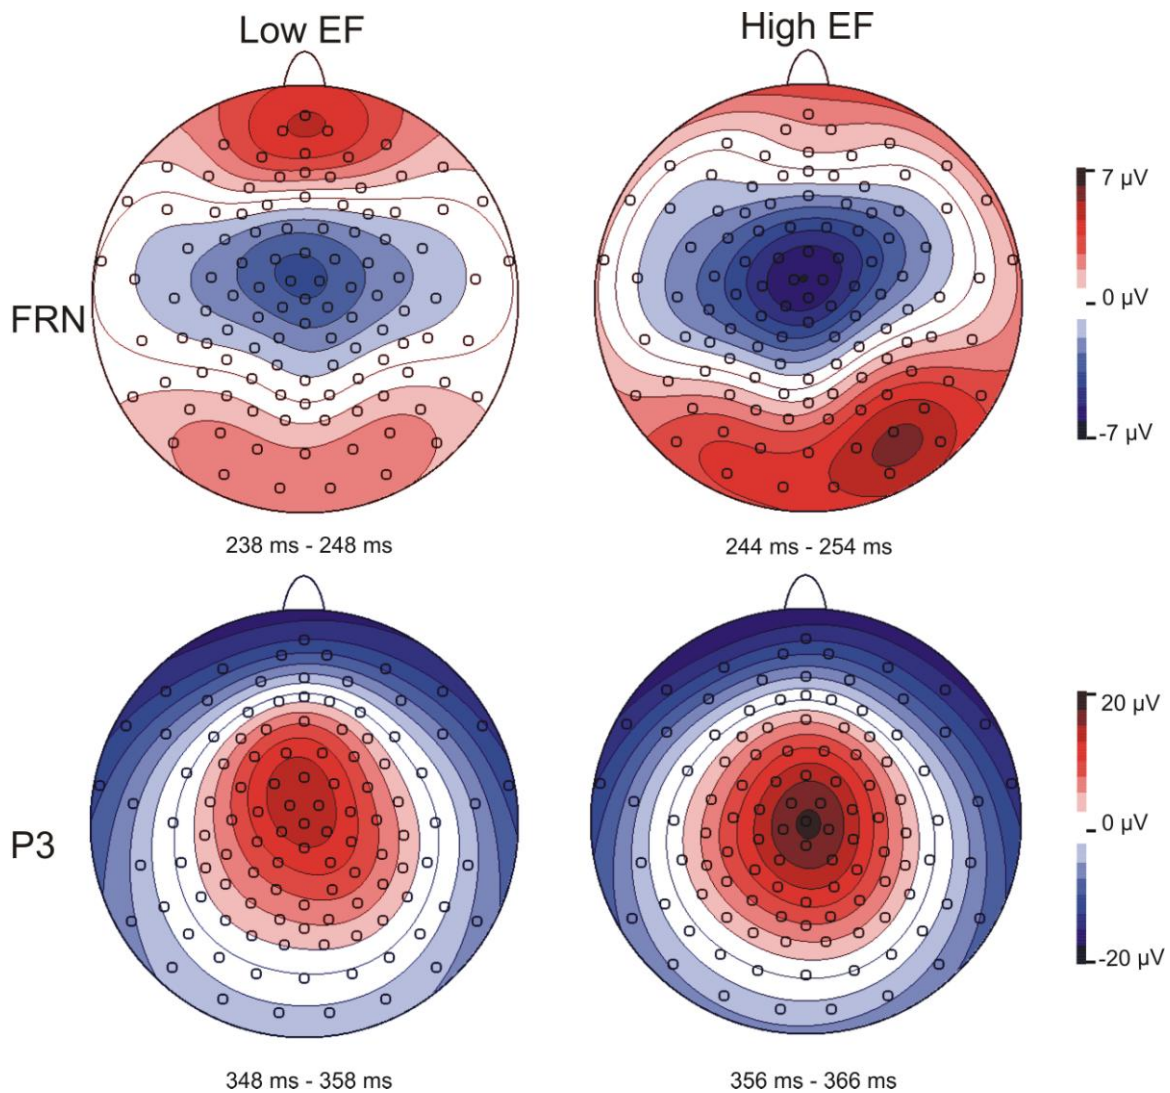 Low EF
High EF
FRN
7 µV
0 µV
-7 µV
238 ms - 248 ms
244 ms - 254 ms
P3
20 µV
0 µV
-20 µV
348 ms - 358 ms
356 ms - 366 ms